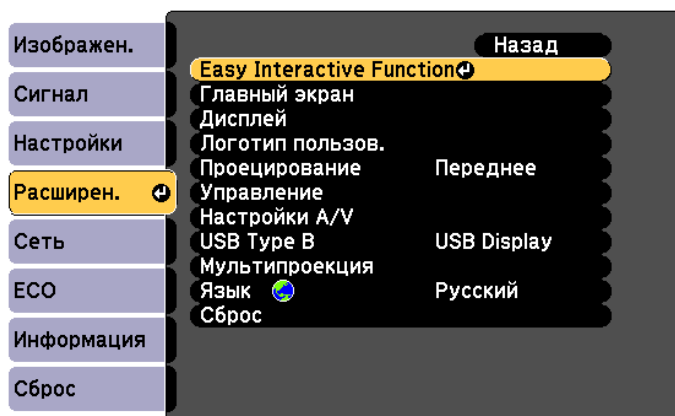 Изображен.
Сигнал
Настройки
Расширен.
Сеть
ECO
Информация
Сброс
Назад
Easy Interactive Function
Главный экран
Дисплей
Логотип пользов.
Проецирование Переднее
Управление
Настройки A/V
USB Type B USB Display
Мультипроекция
Язык Русский
Сброс